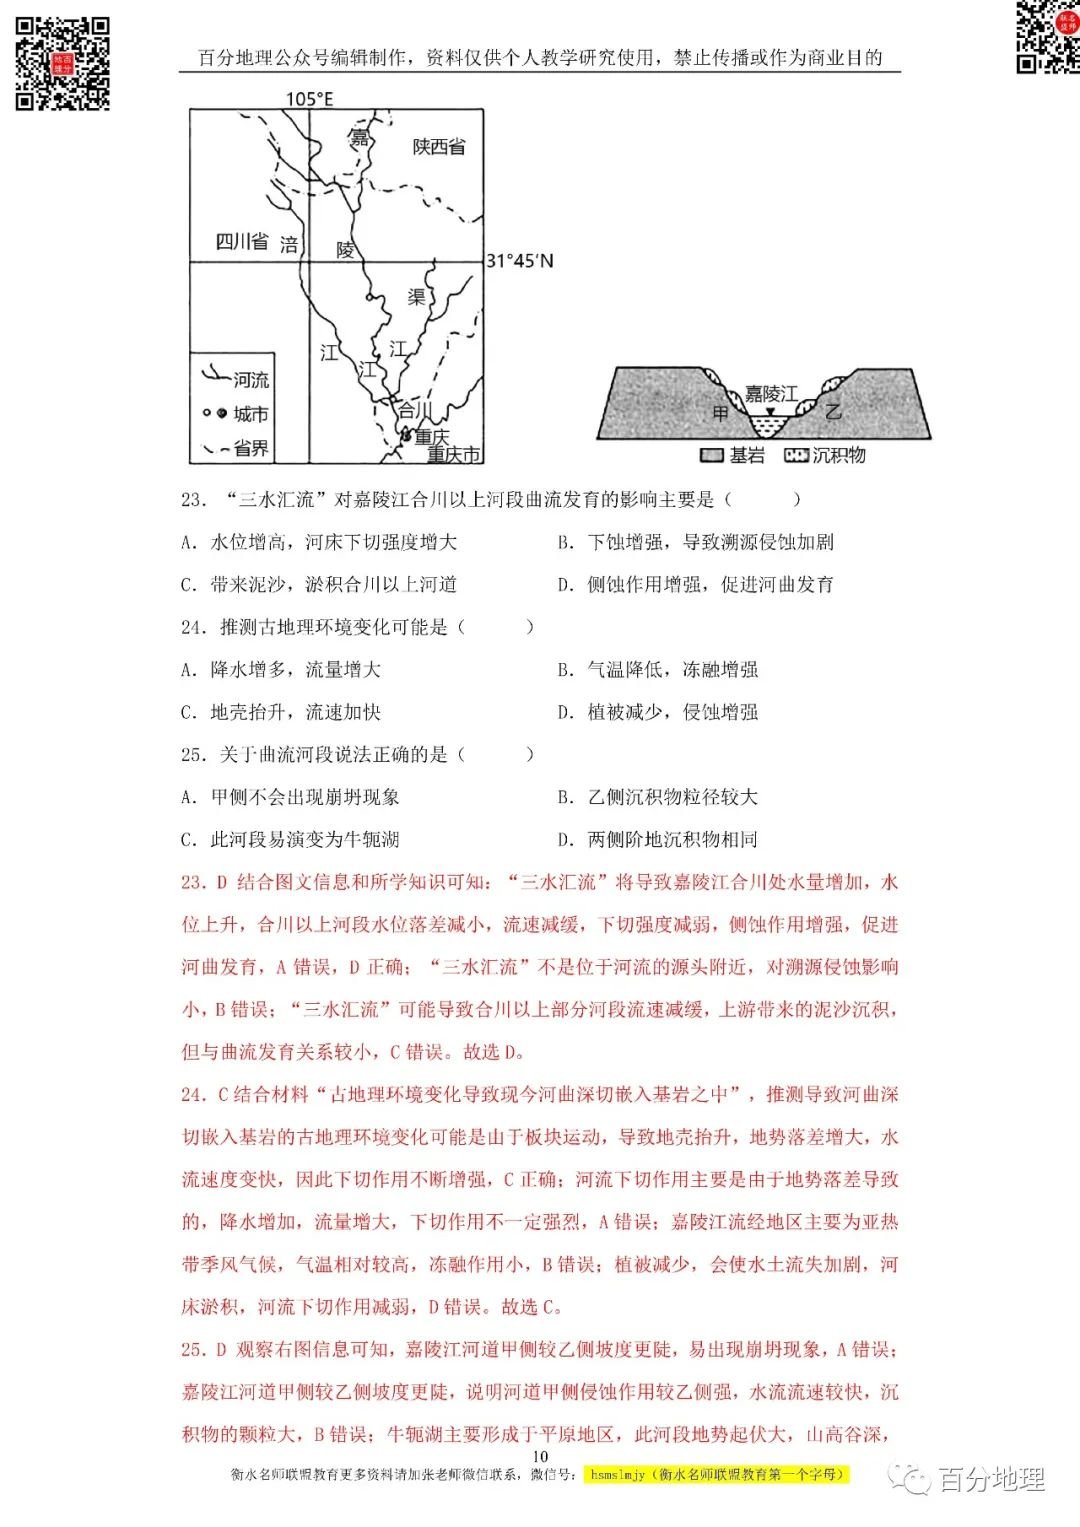 百分地理公众号编辑制作，资料仅供个人教学研究使用，禁止传播或作为商业目的
105°E
嘉
陕西省
四川省
涪
陵
31°45′N
渠
江
江
江
河流
城市
省界
合川
重庆
重庆市
嘉陵江
甲
乙
基岩
沉积物
23．“三水汇流”对嘉陵江合川以上河段曲流发育的影响主要是（　　）
A．水位增高，河床下切强度增大
B．下蚀增强，导致溯源侵蚀加剧
C．带来泥沙，淤积合川以上河道
D．侧蚀作用增强，促进河曲发育
24．推测古地理环境变化可能是（　　）
A．降水增多，流量增大
B．气温降低，冻融增强
C．地壳抬升，流速加快
D．植被减少，侵蚀增强
25．关于曲流河段说法正确的是（　　）
A．甲侧不会出现崩坍现象
B．乙侧沉积物粒径较大
C．此河段易演变为牛轭湖
D．两侧阶地沉积物相同
23．D 结合图文信息和所学知识可知：“三水汇流”将导致嘉陵江合川处水量增加，水
位上升，合川以上河段水位落差减小，流速减缓，下切强度减弱，侧蚀作用增强，促进
河曲发育，A 错误，D 正确；“三水汇流”不是位于河流的源头附近，对溯源侵蚀影响
小，B 错误；“三水汇流”可能导致合川以上部分河段流速减缓，上游带来的泥沙沉积，
但与曲流发育关系较小，C 错误。故选 D。
24．C 结合材料“古地理环境变化导致现今河曲深切嵌入基岩之中”，推测导致河曲深
切嵌入基岩的古地理环境变化可能是由于板块运动，导致地壳抬升，地势落差增大，水
流速度变快，因此下切作用不断增强，C 正确；河流下切作用主要是由于地势落差导致
的，降水增加，流量增大，下切作用不一定强烈，A 错误；嘉陵江流经地区主要为亚热
带季风气候，气温相对较高，冻融作用小，B 错误；植被减少，会使水土流失加剧，河
床淤积，河流下切作用减弱，D 错误。故选 C。
25．D 观察右图信息可知，嘉陵江河道甲侧较乙侧坡度更陡，易出现崩坍现象，A 错误；
嘉陵江河道甲侧较乙侧坡度更陡，说明河道甲侧侵蚀作用较乙侧强，水流流速较快，沉
积物的颗粒大，B 错误；牛轭湖主要形成于平原地区，此河段地势起伏大，山高谷深，
10
衡水名师联盟教育更多资料请加张老师微信联系，微信号： hsmslmjy（衡水名师联盟教育第一个字母）
百分地理